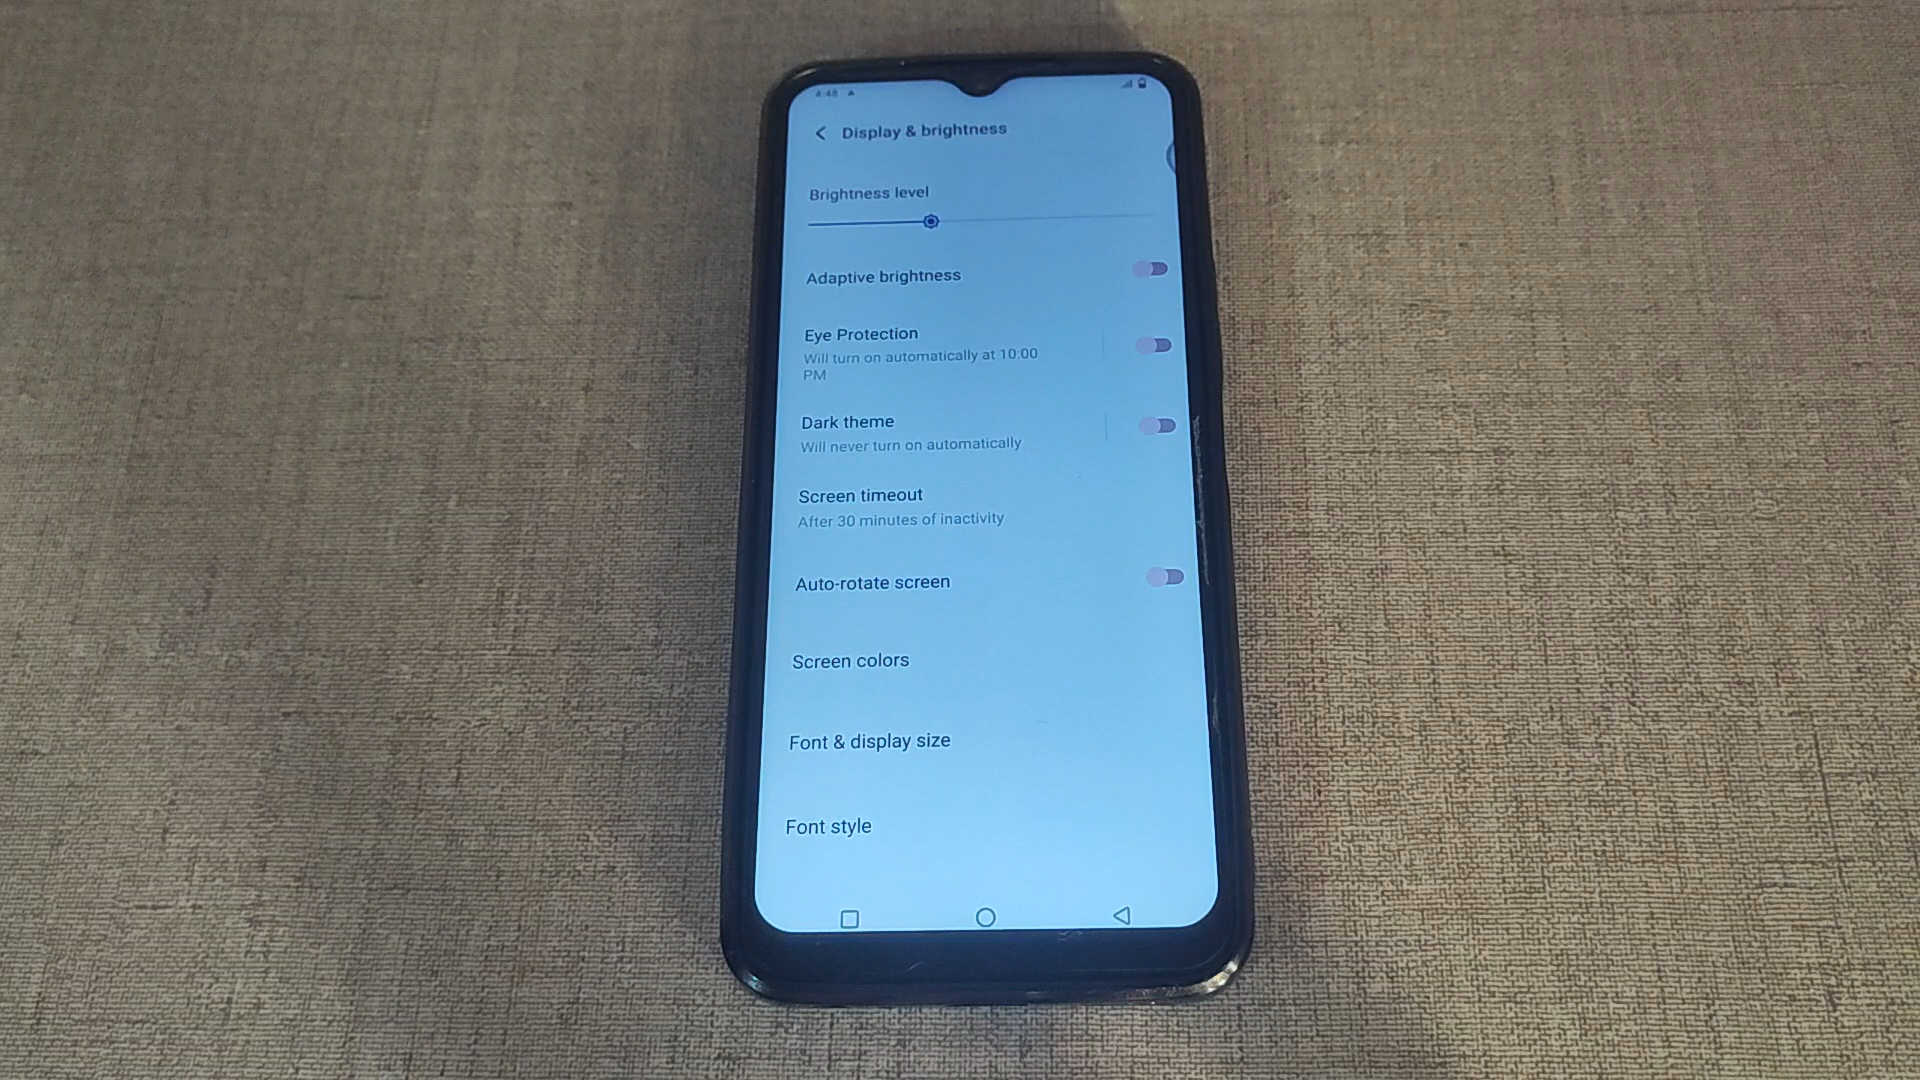 4:48
Display & brightness
Brightness level
Adaptive brightness
Eye Protection
Will turn on automatically at 10:00
PM
Dark theme
Will never turn on automatically
Screen timeout
After 30 minutes of inactivity
Auto-rotate screen
Screen colors
Font & display size
Font style